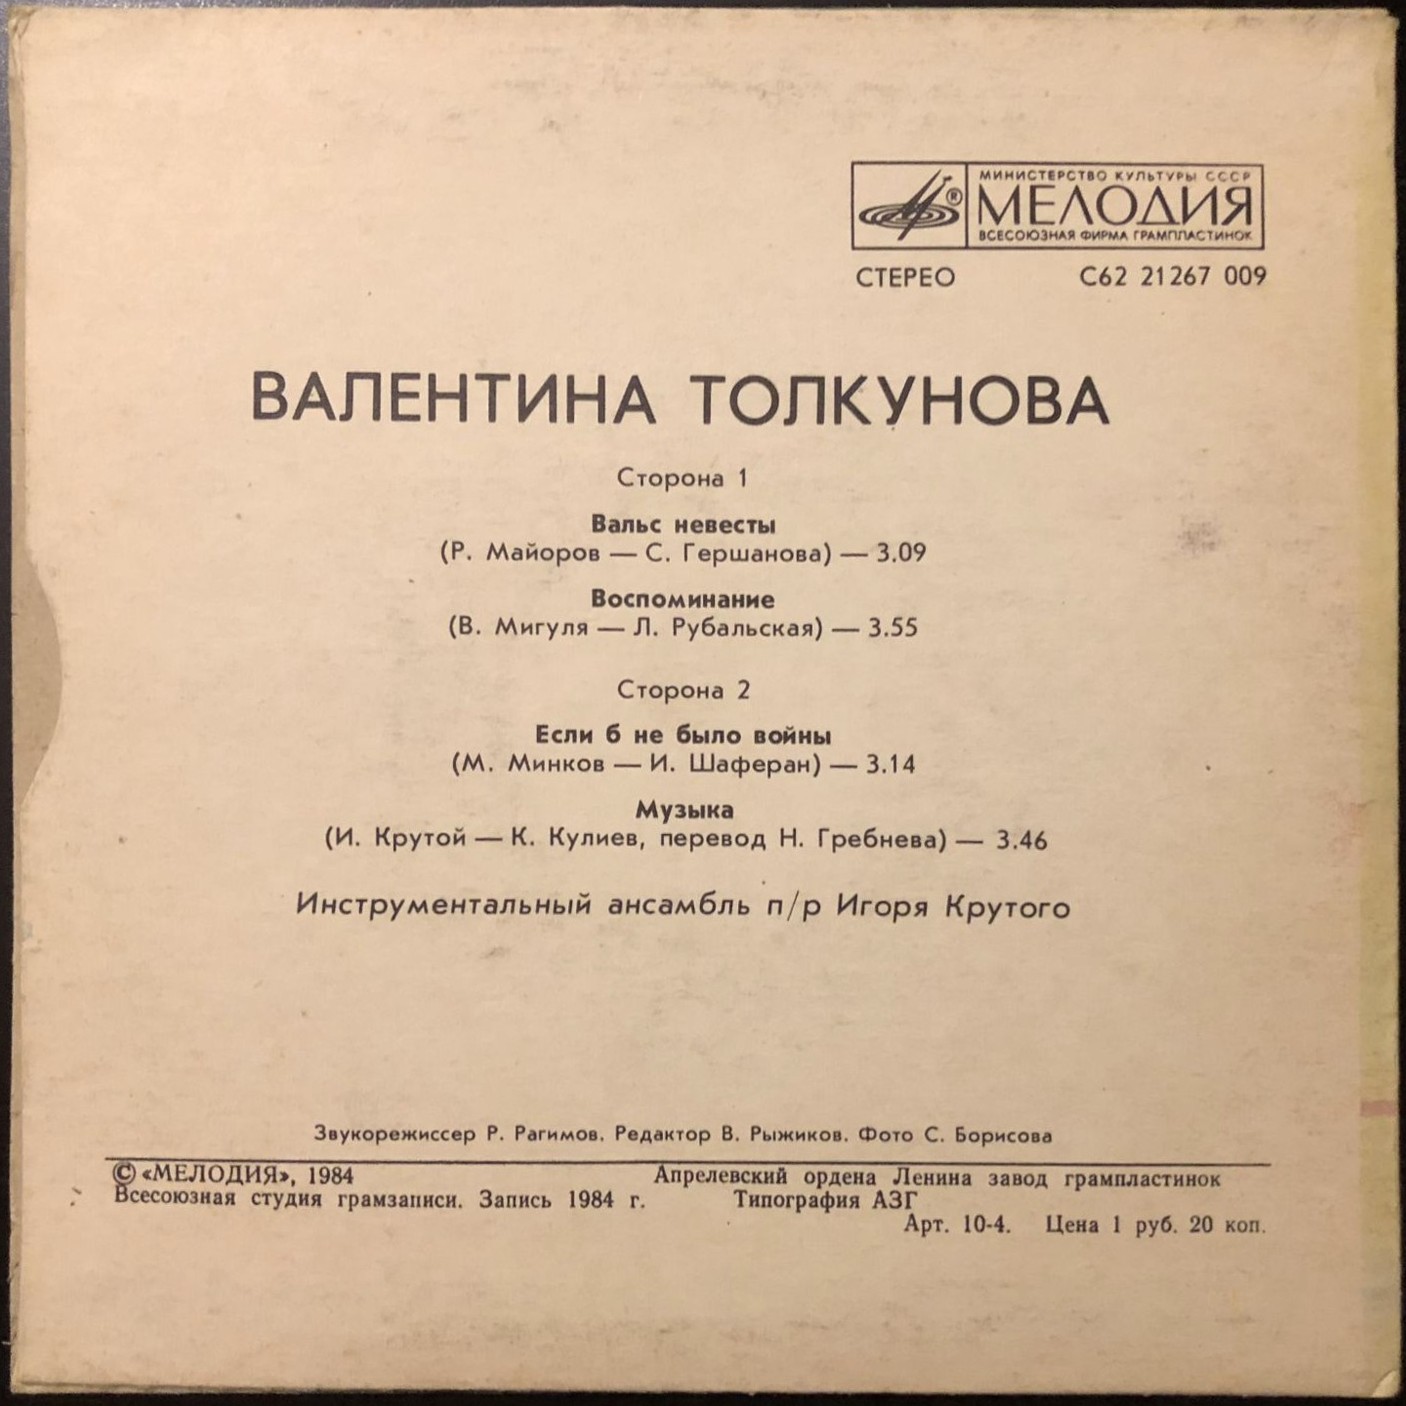 МИНИСТЕРСТВО КУЛЬТУРЫ СССР
МЕЛОДИЯ
®
ВСЕСОЮЗНАЯ ФИРМА ГРАМПЛАСТИНОК
СТЕРЕО С62 21267 009
ВАЛЕНТИНА ТОЛКУНОВА
Сторона 1
Вальс невесты
(Р. Майоров — С. Гершанова) — 3.09
Воспоминание
(В. Мигуля — Л. Рубальская) — 3.55
Сторона 2
Если б не было войны
(М. Минков — И. Шаферан) — 3.14
Музыка
(И. Крутой — К. Кулиев, перевод Н. Гребнева) — 3.46
Инструментальный ансамбль п/р Игоря Крутого
Звукорежиссер Р. Рагимов. Редактор В. Рыжиков. Фото С. Борисова
© «МЕЛОДИЯ», 1984 Апрелевский ордена Ленина завод грампластинок
Всесоюзная студия грамзаписи. Запись 1984 г. Типография АЗГ
Арт. 10-4. Цена 1 руб. 20 коп.